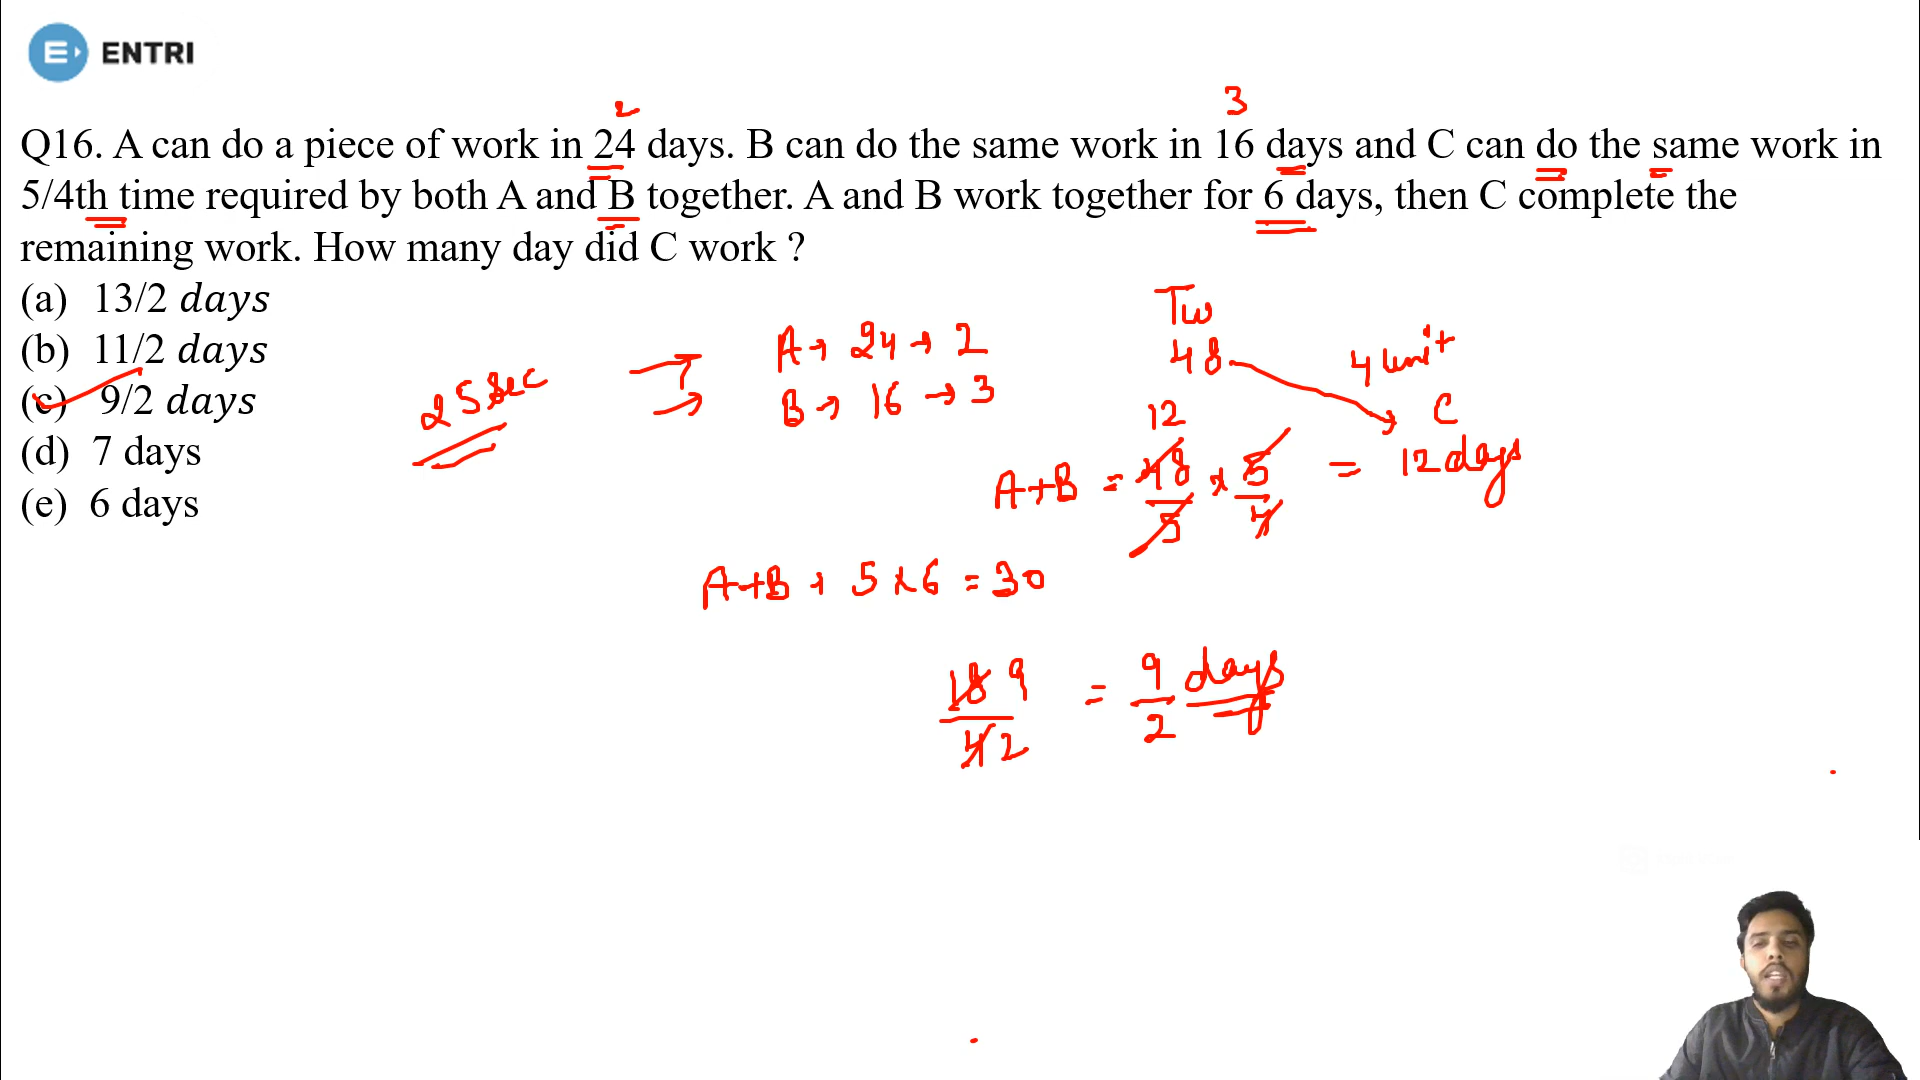 ENTRI
2
3
Q16. A can do a piece of work in 24 days. B can do the same work in 16 days and C can do the same work in
5/4th time required by both A and B together. A and B work together for 6 days, then C complete the
remaining work. How many day did C work ?
(a) 13/2 days
(b) 11/2 days
(c) 9/2 days
(d) 7 days
(e) 6 days
25 sec
A → 24 → 2
B → 16 → 3
TW
48
4 unit
C
12
A+B = 48/5 × 5/4 = 12 days
A+B → 5 × 6 = 30
18 9
4 2
= 9/2 days